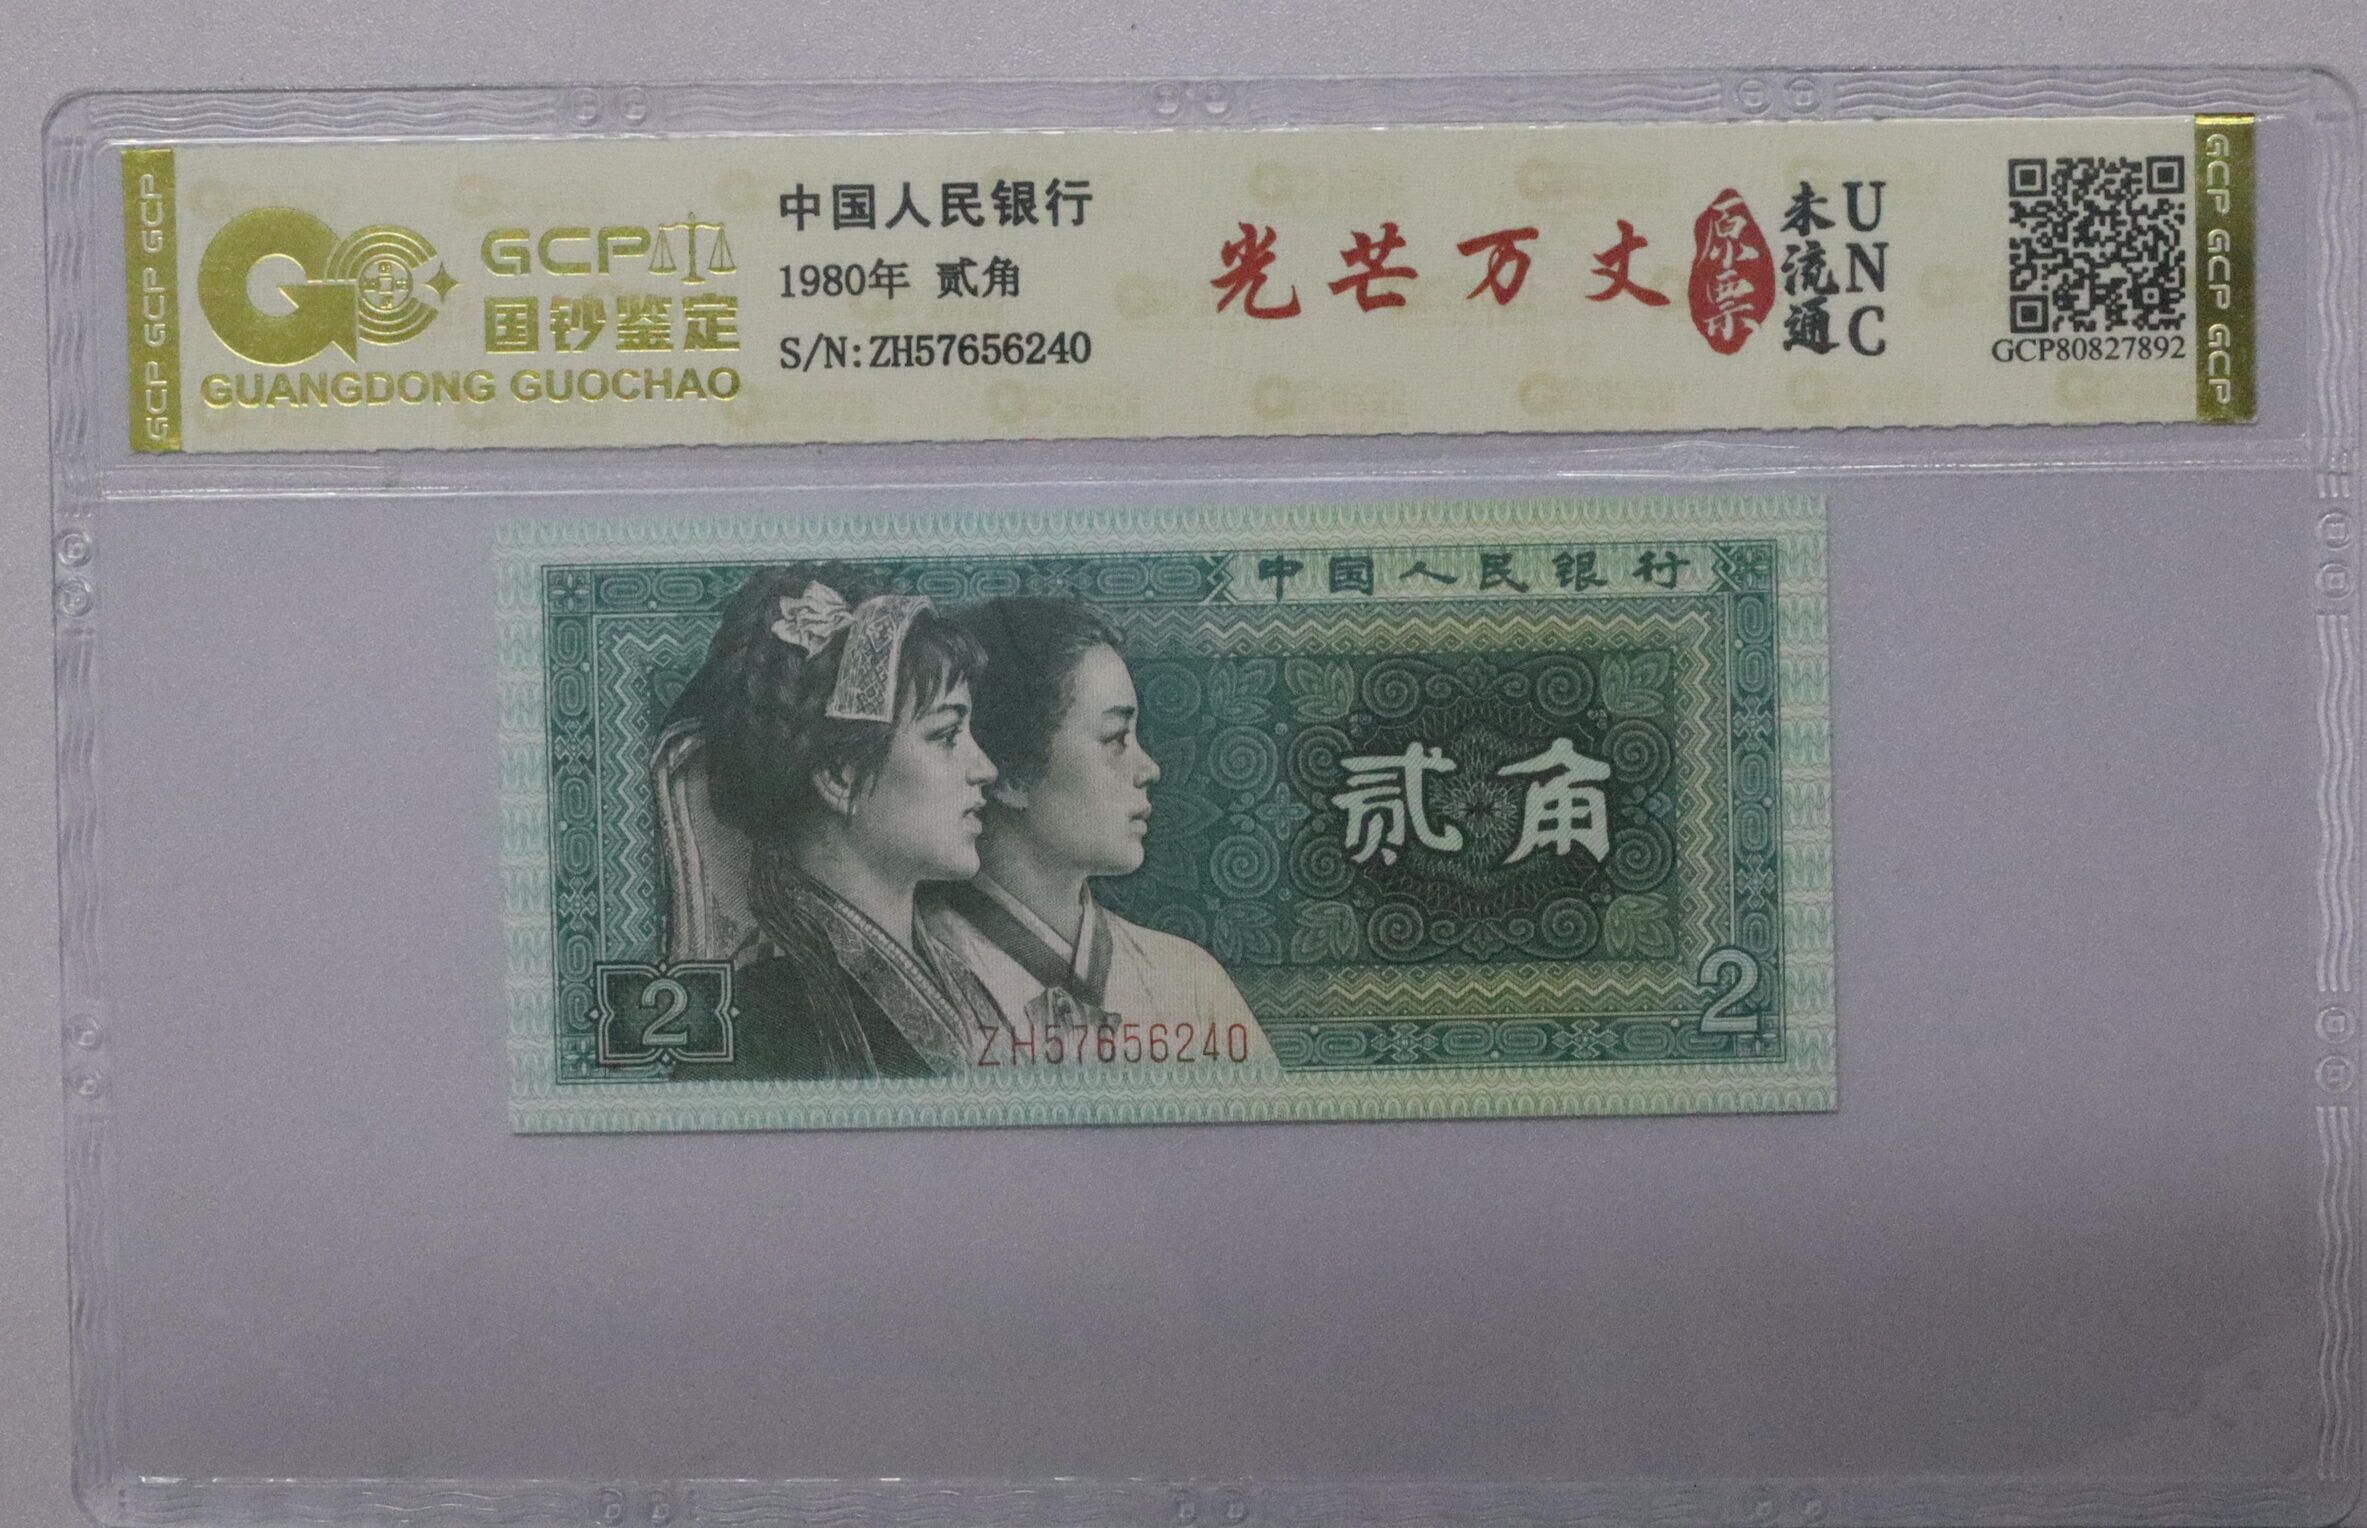 GCP GCP GCP
GCP
国钞鉴定
GUANGDONG GUOCHAO
中国人民银行
1980年 贰角
S/N:ZH57656240
光芒万丈
原票
未流通
UNC
GCP80827892
GCP GCP GCP
中国人民银行
贰角
2
2
ZH57656240